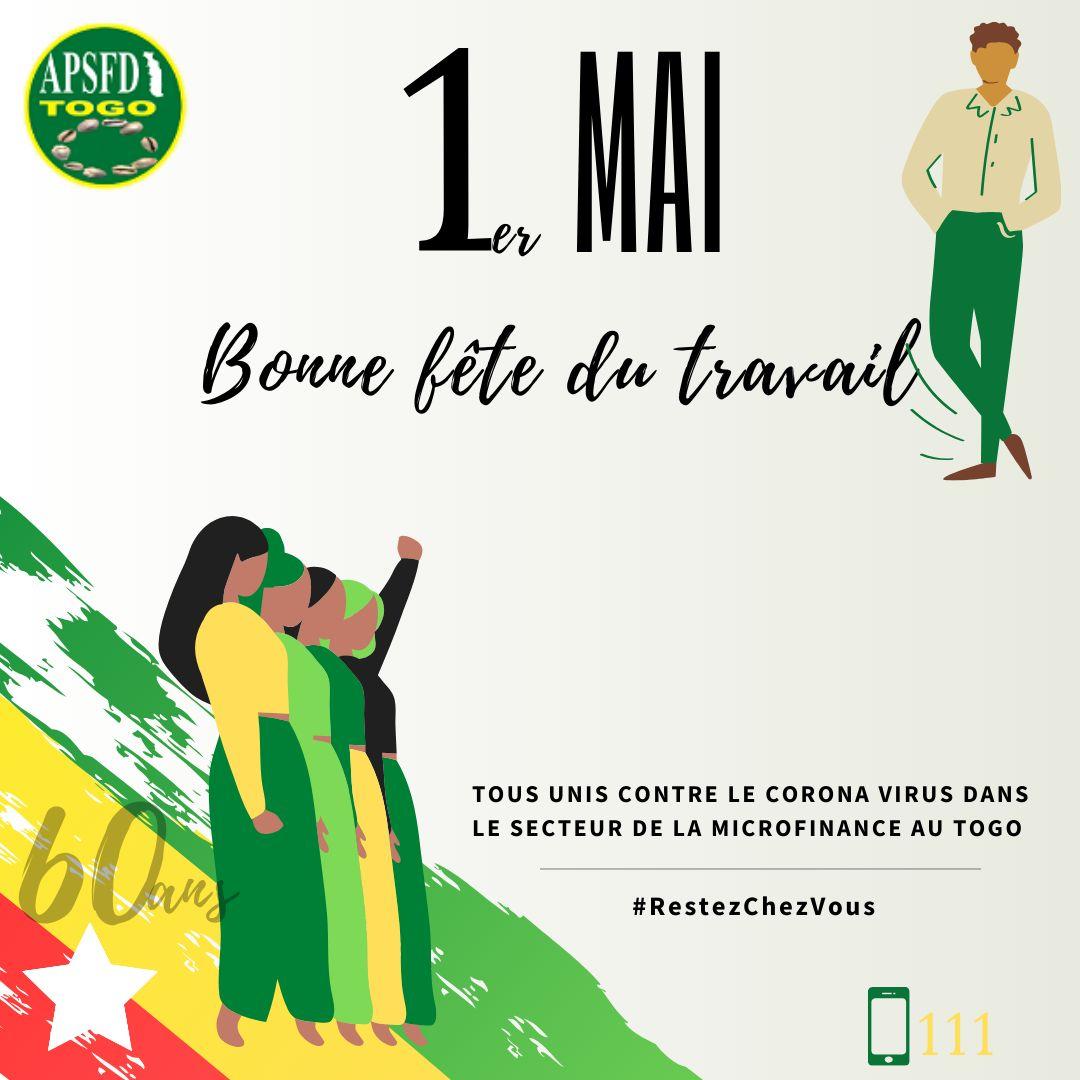 APSFD
TOGO
1er MAI
Bonne fête du travail
TOUS UNIS CONTRE LE CORONA VIRUS DANS
LE SECTEUR DE LA MICROFINANCE AU TOGO
#RestezChezVous
60ans
111